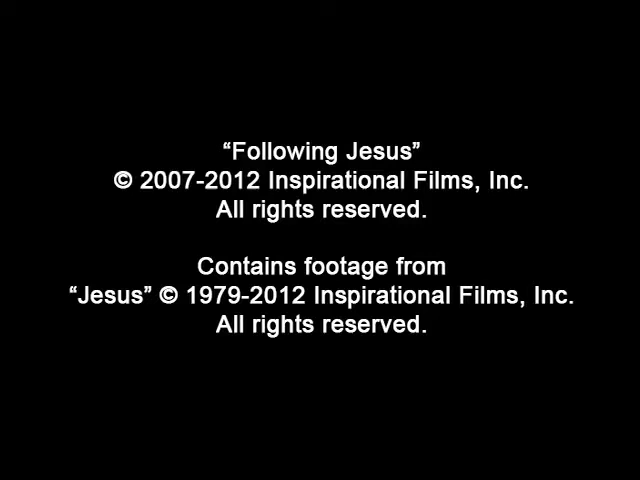 “Following Jesus”
© 2007-2012 Inspirational Films, Inc.
All rights reserved.
Contains footage from
“Jesus” © 1979-2012 Inspirational Films, Inc.
All rights reserved.